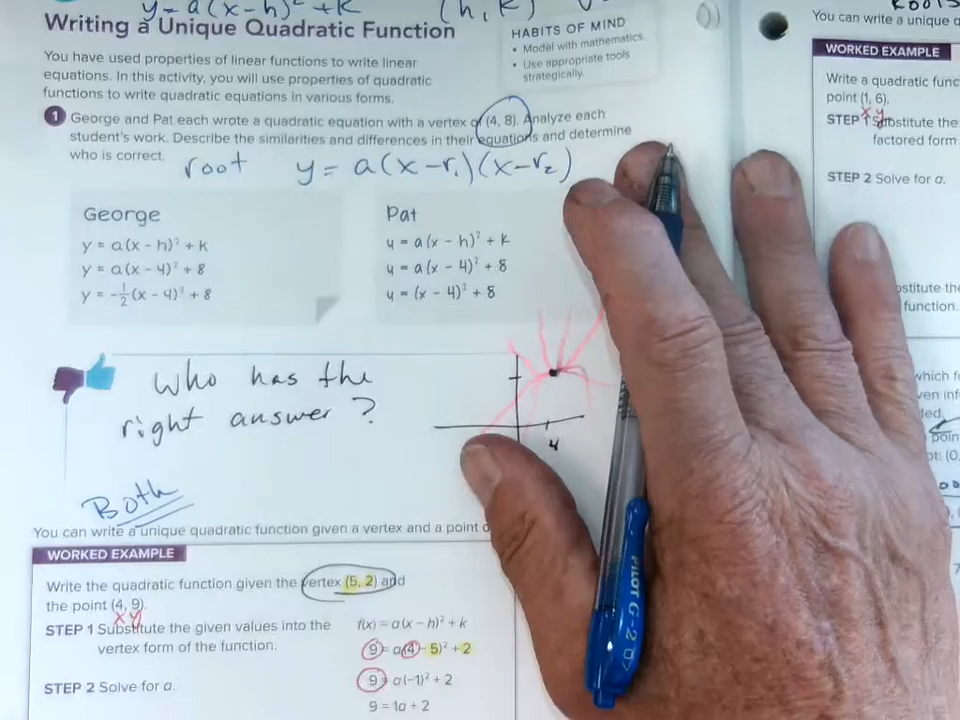 y = a(x-h)² + k (h, k)
Writing a Unique Quadratic Function
HABITS OF MIND
• Model with mathematics.
• Use appropriate tools
strategically.
You have used properties of linear functions to write linear
equations. In this activity, you will use properties of quadratic
functions to write quadratic equations in various forms.
1 George and Pat each wrote a quadratic equation with a vertex of (4, 8). Analyze each
student's work. Describe the similarities and differences in their equations and determine
who is correct.
root y = a(x-r₁)(x-r₂)
George
y = a(x - h)² + k
y = a(x - 4)² + 8
y = -1/2(x - 4)² + 8
Pat
y = a(x - h)² + k
y = a(x - 4)² + 8
y = (x - 4)² + 8
Who has the
right answer?
4
Both
You can write a unique quadratic function given a vertex and a point
WORKED EXAMPLE
Write the quadratic function given the vertex (5, 2) and
the point (4, 9).
x y
STEP 1 Substitute the given values into the
vertex form of the function.
f(x) = a(x - h)² + k
9 = a(4 - 5)² + 2
9 = a(-1)² + 2
9 = 1a + 2
STEP 2 Solve for a.
You can write a unique
WORKED EXAMPLE
Write a quadratic
point (1, 6).
x y
STEP 1 Substitute the
factored form
STEP 2 Solve for a.
function.
which
PILOT G-2 07